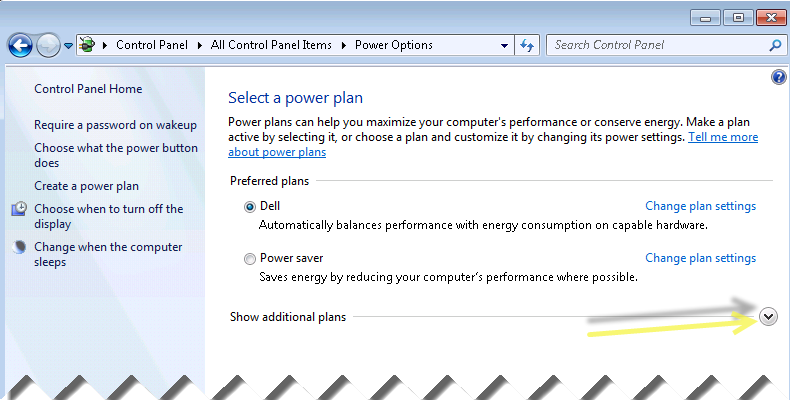 Control Panel All Control Panel Items Power Options Search Control Panel
Control Panel Home
Require a password on wakeup
Choose what the power button
does
Create a power plan
Choose when to turn off the
display
Change when the computer
sleeps
Select a power plan
Power plans can help you maximize your computer's performance or conserve energy. Make a plan
active by selecting it, or choose a plan and customize it by changing its power settings. Tell me more
about power plans
Preferred plans
Dell Change plan settings
Automatically balances performance with energy consumption on capable hardware.
Power saver Change plan settings
Saves energy by reducing your computer's performance where possible.
Show additional plans